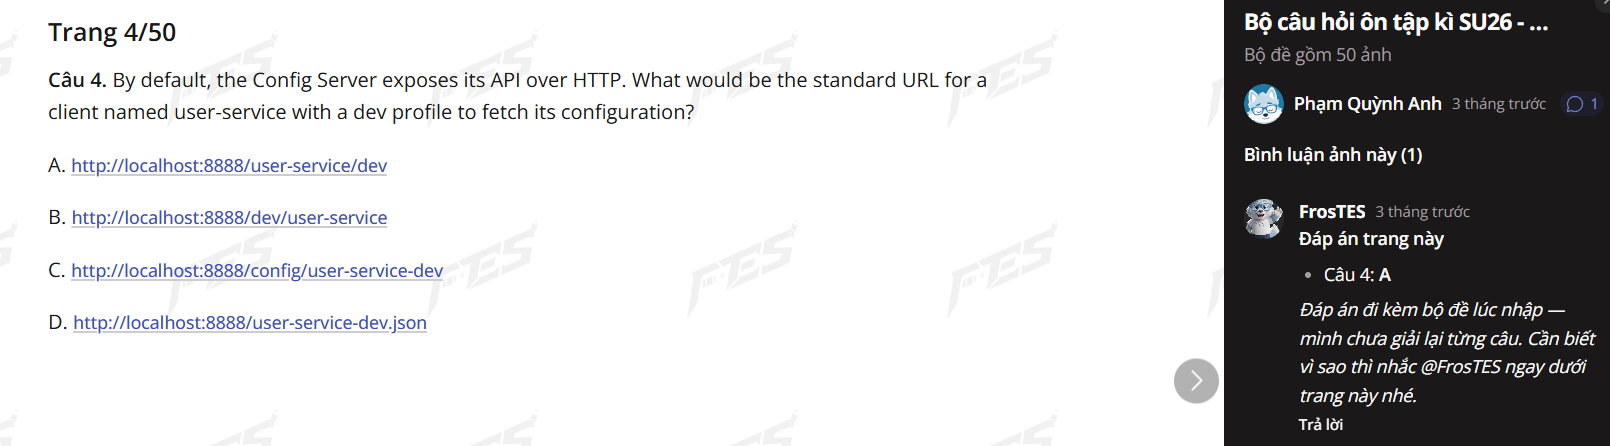 Trang 4/50
Câu 4. By default, the Config Server exposes its API over HTTP. What would be the standard URL for a
client named user-service with a dev profile to fetch its configuration?
A. http://localhost:8888/user-service/dev
B. http://localhost:8888/dev/user-service
C. http://localhost:8888/config/user-service-dev
D. http://localhost:8888/user-service-dev.json
Bộ câu hỏi ôn tập kì SU26 - ...
Bộ đề gồm 50 ảnh
Phạm Quỳnh Anh 3 tháng trước 1
Bình luận ảnh này (1)
FrosTES 3 tháng trước
Đáp án trang này
• Câu 4: A
Đáp án đi kèm bộ đề lúc nhập —
mình chưa giải lại từng câu. Cần biết
vì sao thì nhắc @FrosTES ngay dưới
trang này nhé.
Trả lời